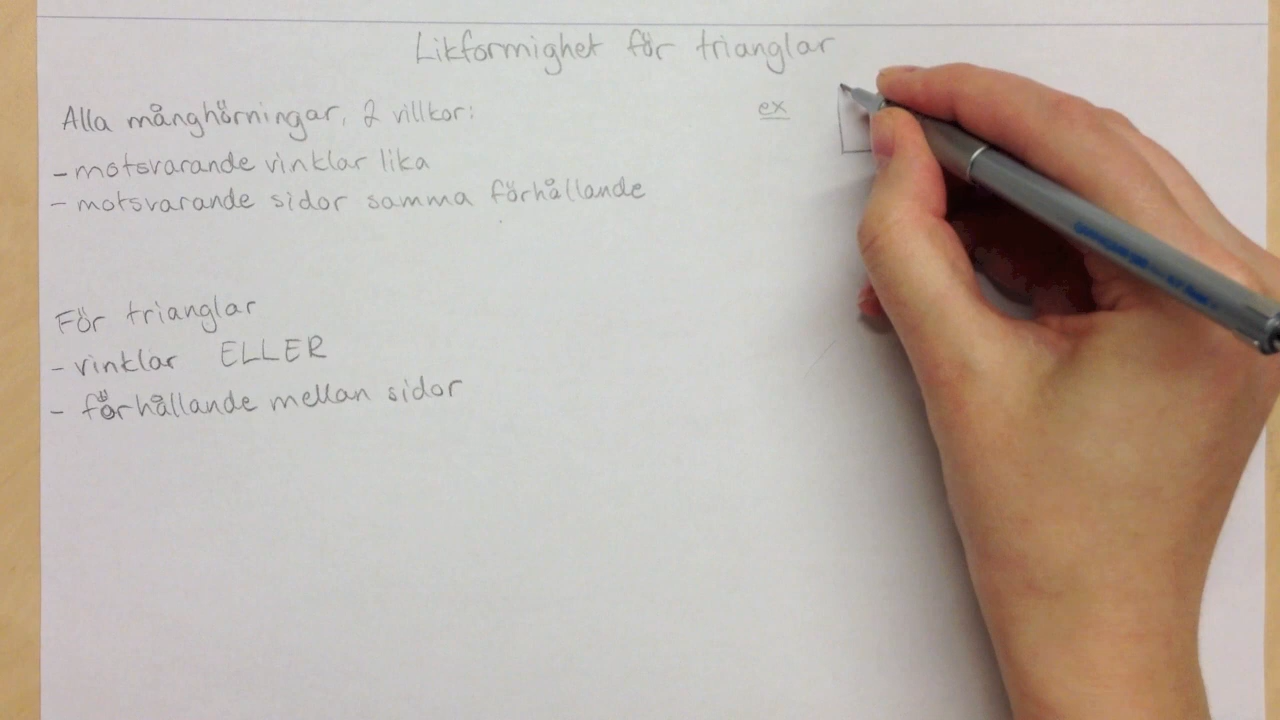 Likformighet för trianglar
Alla månghörningar, 2 villkor:
- motsvarande vinklar lika
- motsvarande sidor samma förhållande
ex
För trianglar
- vinklar ELLER
- förhållande mellan sidor